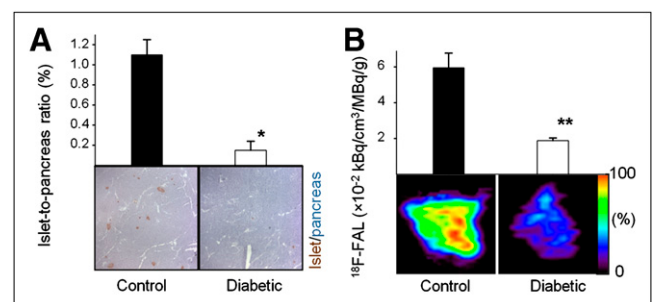 A
Islet-to-pancreas ratio (%)
1.2
1.0
0.8
0.6
0.4
0.2
*
Islet/pancreas
Control
Diabetic
B
¹⁸F-FAL (×10⁻² kBq/cm³/MBq/g)
6
4
2
**
100
(%)
0
Control
Diabetic